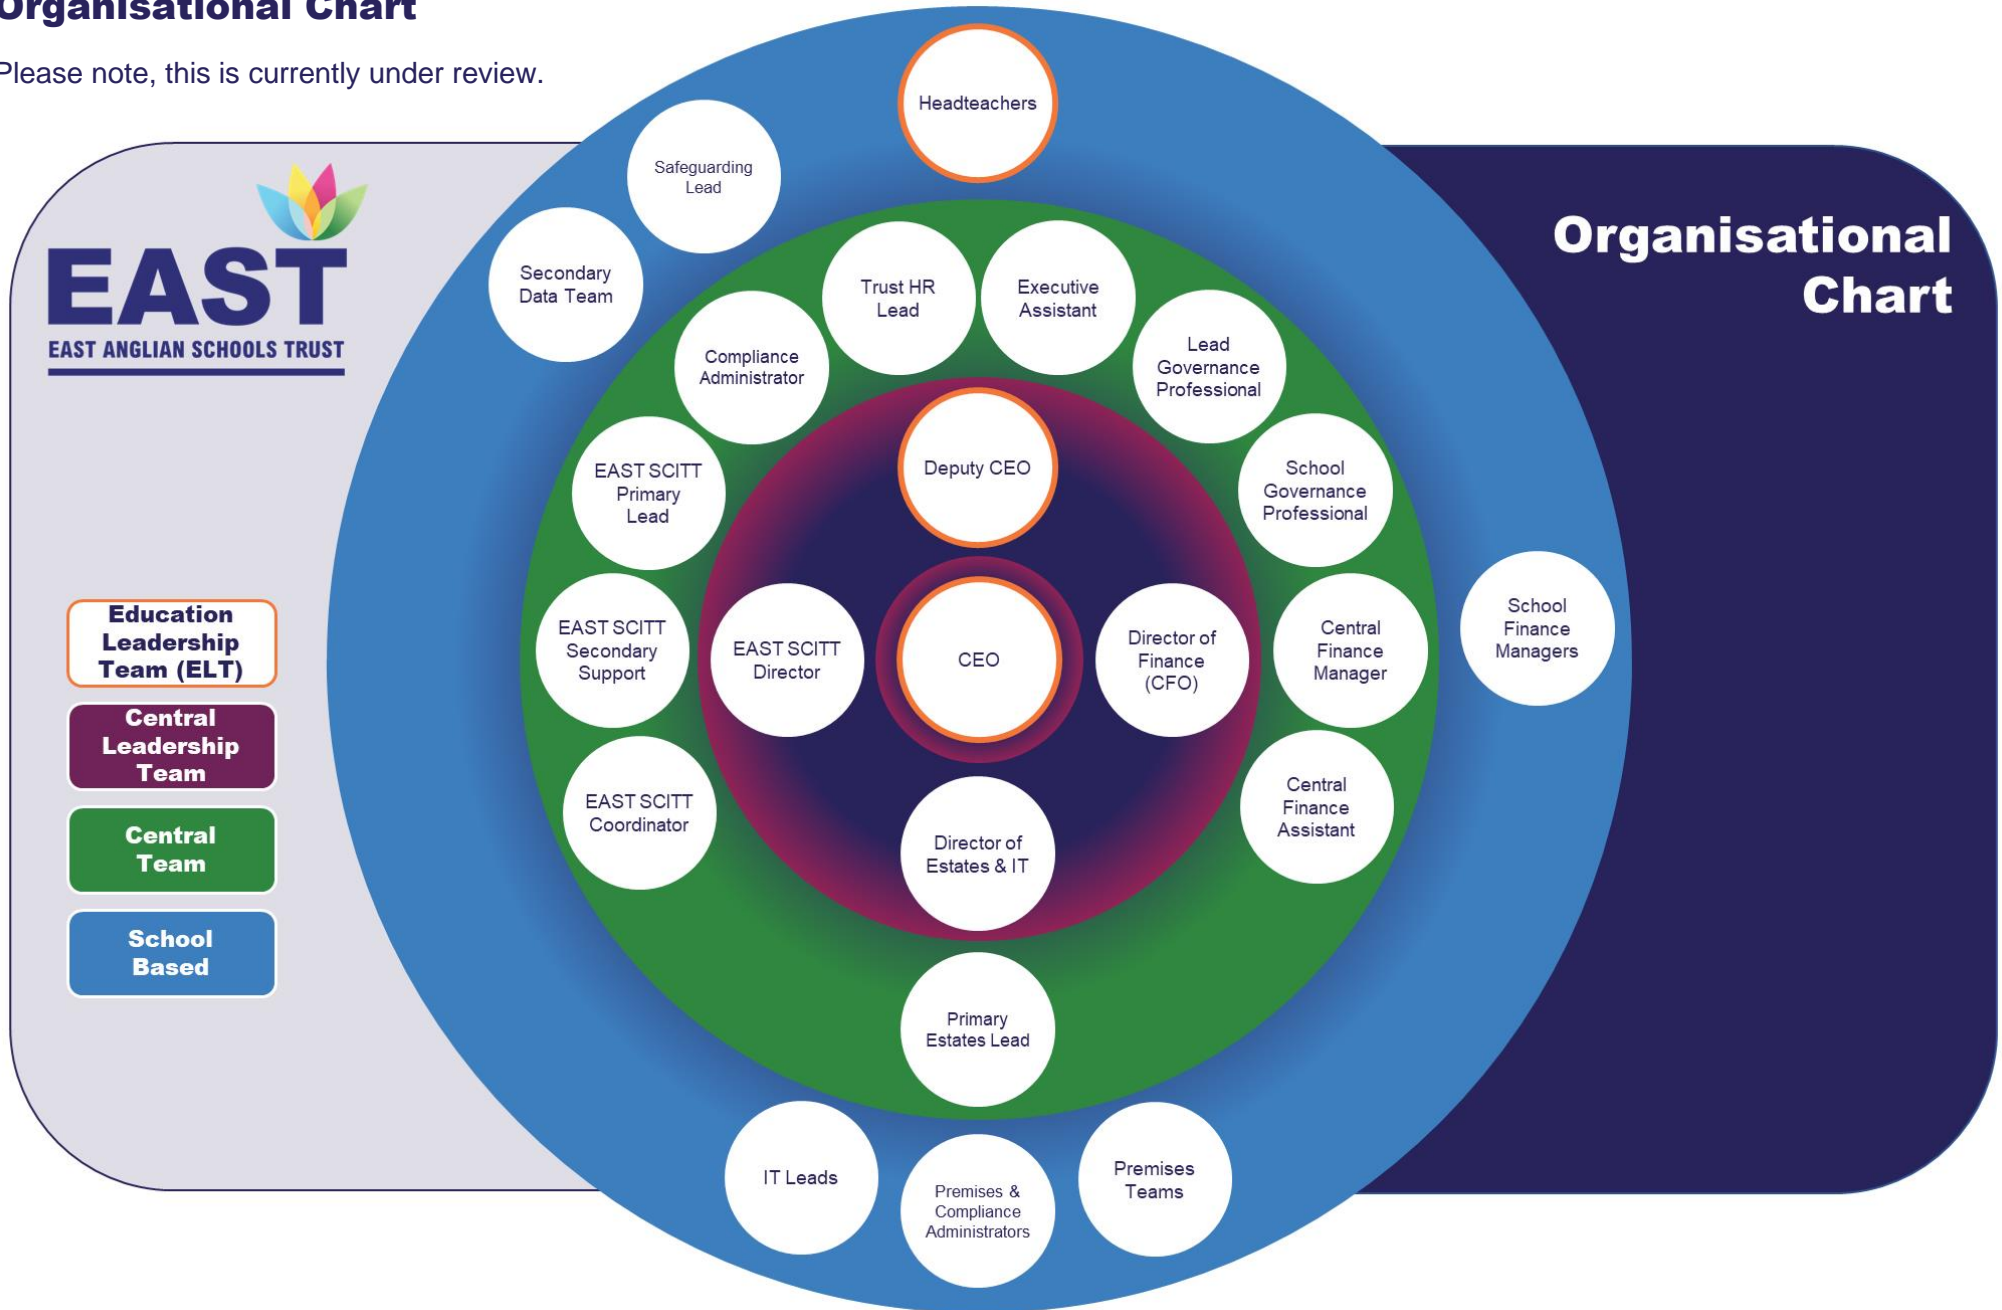 Organisational Chart
Please note, this is currently under review.
EAST
EAST ANGLIAN SCHOOLS TRUST
Organisational
Chart
Education
Leadership
Team (ELT)
Central
Leadership
Team
Central
Team
School
Based
Headteachers
Safeguarding
Lead
Secondary
Data Team
Trust HR
Lead
Executive
Assistant
Compliance
Administrator
Lead
Governance
Professional
EAST SCITT
Primary
Lead
Deputy CEO
School
Governance
Professional
EAST SCITT
Secondary
Support
EAST SCITT
Director
CEO
Director of
Finance
(CFO)
Central
Finance
Manager
School
Finance
Managers
EAST SCITT
Coordinator
Director of
Estates & IT
Central
Finance
Assistant
Primary
Estates Lead
IT Leads
Premises &
Compliance
Administrators
Premises
Teams